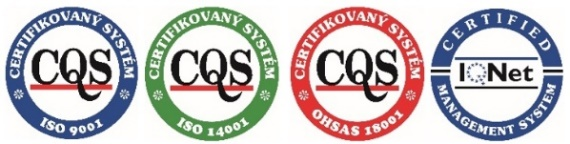 CERTIFIKOVANÝ SYSTÉM
CQS
ISO 9001
CERTIFIKOVANÝ SYSTÉM
CQS
ISO 14001
CERTIFIKOVANÝ SYSTÉM
CQS
OHSAS 18001
CERTIFIED
IQNet
MANAGEMENT SYSTEM